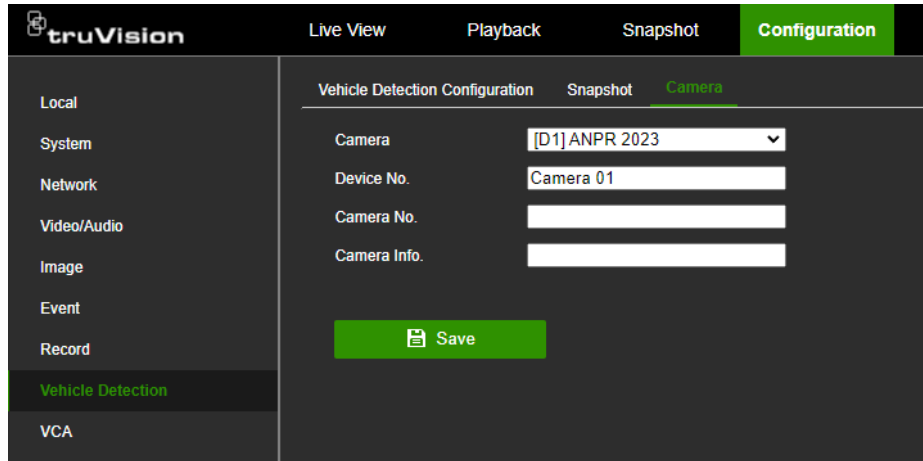 truVision
Live View Playback Snapshot Configuration
Local
System
Network
Video/Audio
Image
Event
Record
Vehicle Detection
VCA
Vehicle Detection Configuration Snapshot Camera
Camera [D1] ANPR 2023
Device No. Camera 01
Camera No.
Camera Info.
Save